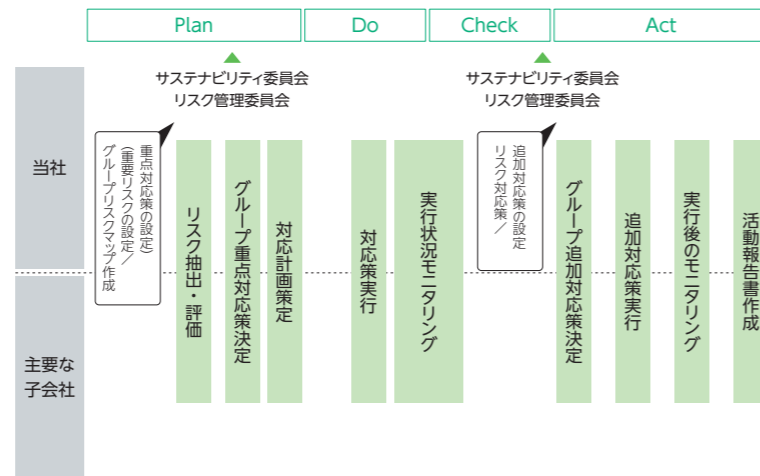 Plan
Do
Check
Act
サステナビリティ委員会
リスク管理委員会
サステナビリティ委員会
リスク管理委員会
当社
主要な
子会社
グループリスクマップ作成
(重要リスクの設定/
重点対応策の設定)
リスク抽出・評価
グループ重点対応策決定
対応計画策定
対応策実行
実行状況モニタリング
リスク対応策/
追加対応策の設定
グループ追加対応策決定
追加対応策実行
実行後のモニタリング
活動報告書作成